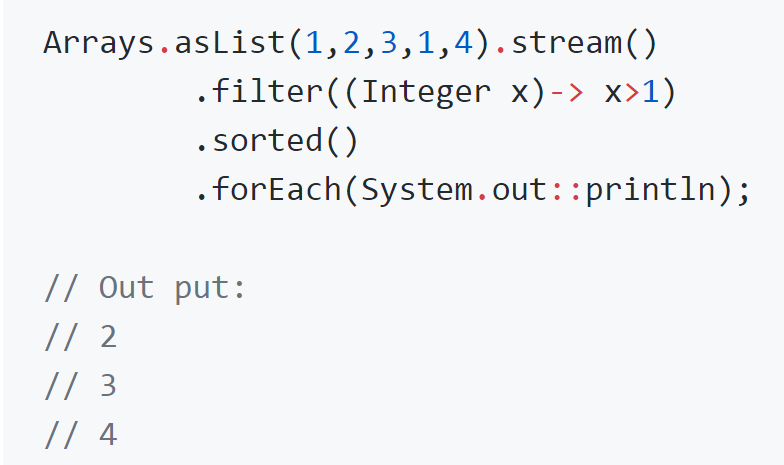 Arrays.asList(1,2,3,1,4).stream()
        .filter((Integer x)-> x>1)
        .sorted()
        .forEach(System.out::println);

// Out put:
// 2
// 3
// 4